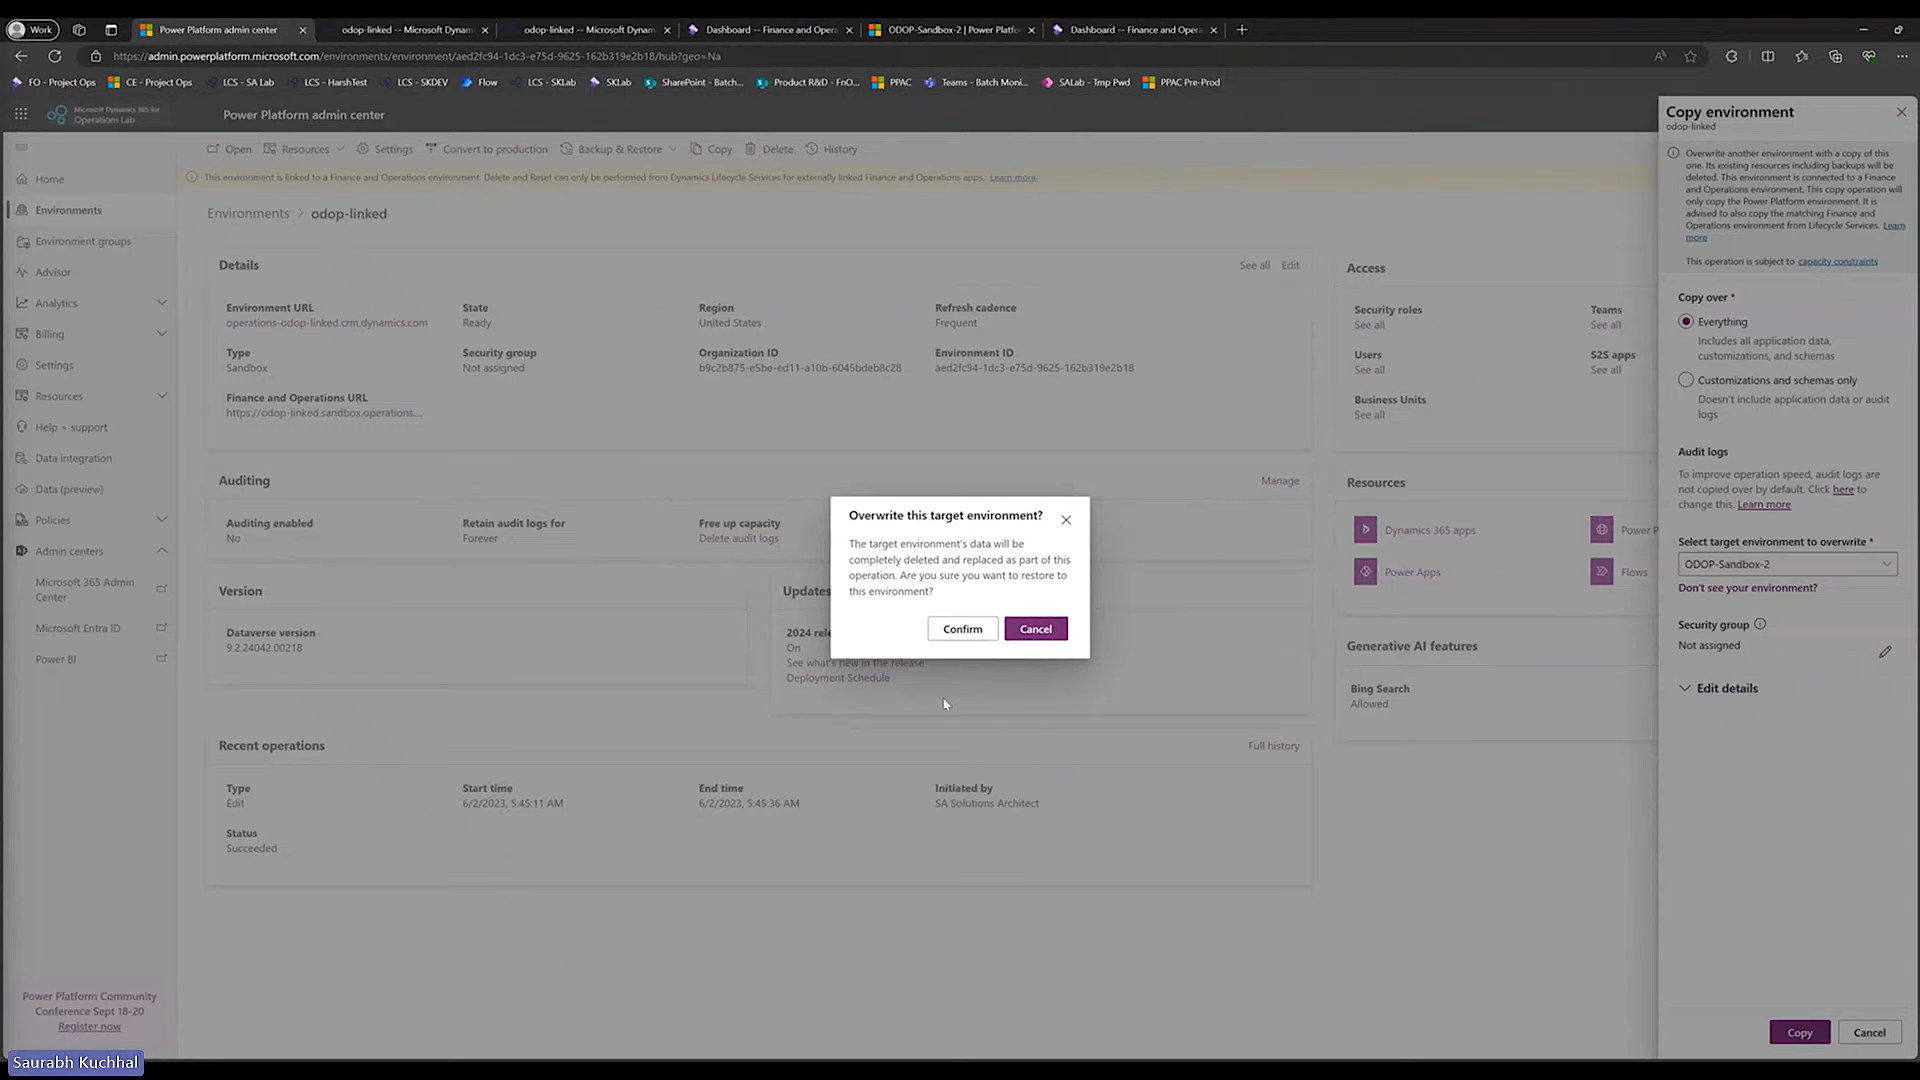 Work
Power Platform admin center
odop-linked -- Microsoft Dynam
odop-linked -- Microsoft Dynam
Dashboard -- Finance and Opera
ODOP-Sandbox-2 | Power Platfo
Dashboard -- Finance and Opera
https://admin.powerplatform.microsoft.com/environments/environment/aed2fc94-1dc3-e75d-9625-162b319e2b18/hub?geo=Na
FO - Project Ops
CE - Project Ops
LCS - SA Lab
LCS - HarshTest
LCS - SKDEV
Flow
LCS - SKLab
SKLab
SharePoint - Batch...
Product R&D - FnO...
PPAC
Teams - Batch Moni...
SALab - Tmp Pwd
PPAC Pre-Prod
Microsoft Dynamics 365 for
Operations Lab
Power Platform admin center
Open
Resources
Settings
Convert to production
Backup & Restore
Copy
Delete
History
This environment is linked to a Finance and Operations environment. Delete and Reset can only be performed from Dynamics Lifecycle Services for externally linked Finance and Operations apps. Learn more.
Home
Environments
Environment groups
Advisor
Analytics
Billing
Settings
Resources
Help + support
Data integration
Data (preview)
Policies
Admin centers
Microsoft 365 Admin
Center
Microsoft Entra ID
Power BI
Power Platform Community
Conference Sept 18-20
Register now
Saurabh Kuchhal
Environments > odop-linked
Details
See all
Edit
Environment URL
operations-odop-linked.crm.dynamics.com
State
Ready
Region
United States
Refresh cadence
Frequent
Type
Sandbox
Security group
Not assigned
Organization ID
b9c2b875-e5be-ed11-a10b-6045bdeb8c28
Environment ID
aed2fc94-1dc3-e75d-9625-162b319e2b18
Finance and Operations URL
https://odop-linked.sandbox.operations....
Auditing
Manage
Auditing enabled
No
Retain audit logs for
Forever
Free up capacity
Delete audit logs
Version
Dataverse version
9.2.24042.00218
Updates
2024 rele
On
See what's new in the release
Deployment Schedule
Recent operations
Full history
Type
Edit
Start time
6/2/2023, 5:45:11 AM
End time
6/2/2023, 5:45:36 AM
Initiated by
SA Solutions Architect
Status
Succeeded
Access
Security roles
See all
Teams
See all
Users
See all
S2S apps
See all
Business Units
See all
Resources
Dynamics 365 apps
Power P
Power Apps
Flows
Generative AI features
Bing Search
Allowed
Overwrite this target environment?
The target environment's data will be
completely deleted and replaced as part of this
operation. Are you sure you want to restore to
this environment?
Confirm
Cancel
Copy environment
odop-linked
Overwrite another environment with a copy of this
one. Its existing resources including backups will be
deleted. This environment is connected to a Finance
and Operations environment. This copy operation will
only copy the Power Platform environment. It is
advised to also copy the matching Finance and
Operations environment from Lifecycle Services. Learn
more
This operation is subject to capacity constraints
Copy over *
Everything
Includes all application data,
customizations, and schemas
Customizations and schemas only
Doesn't include application data or audit
logs
Audit logs
To improve operation speed, audit logs are
not copied over by default. Click here to
change this. Learn more
Select target environment to overwrite *
ODOP-Sandbox-2
Don't see your environment?
Security group
Not assigned
Edit details
Copy
Cancel